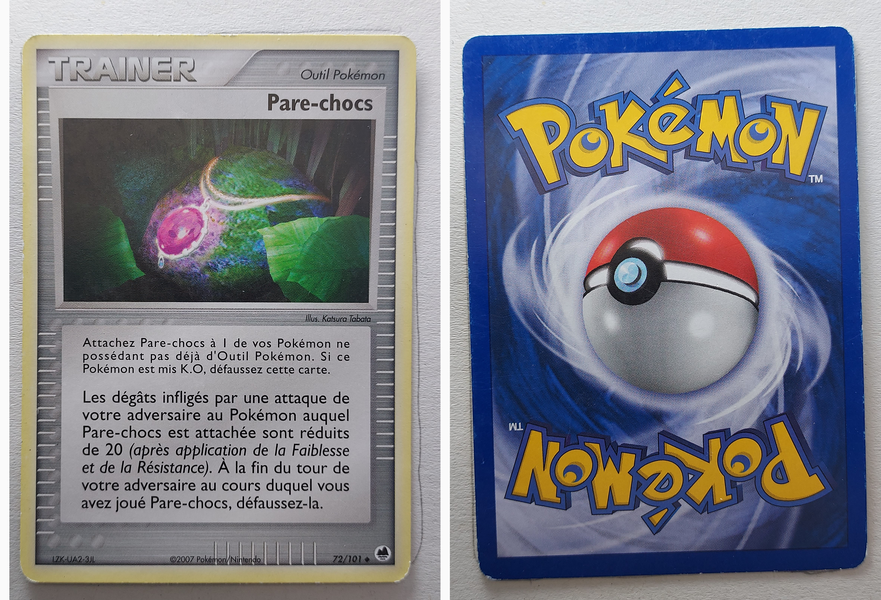 TRAINER
Outil Pokémon
Pare-chocs
Illus. Katsura Tabata
Attachez Pare-chocs à 1 de vos Pokémon ne
possédant pas déjà d'Outil Pokémon. Si ce
Pokémon est mis K.O, défaussez cette carte.
Les dégâts infligés par une attaque de
votre adversaire au Pokémon auquel
Pare-chocs est attachée sont réduits
de 20 (après application de la Faiblesse
et de la Résistance). À la fin du tour de
votre adversaire au cours duquel vous
avez joué Pare-chocs, défaussez-la.
LZK-UA2-3JL
©2007 Pokémon/Nintendo
72/101
POKéMON
TM
TM
POKéMON